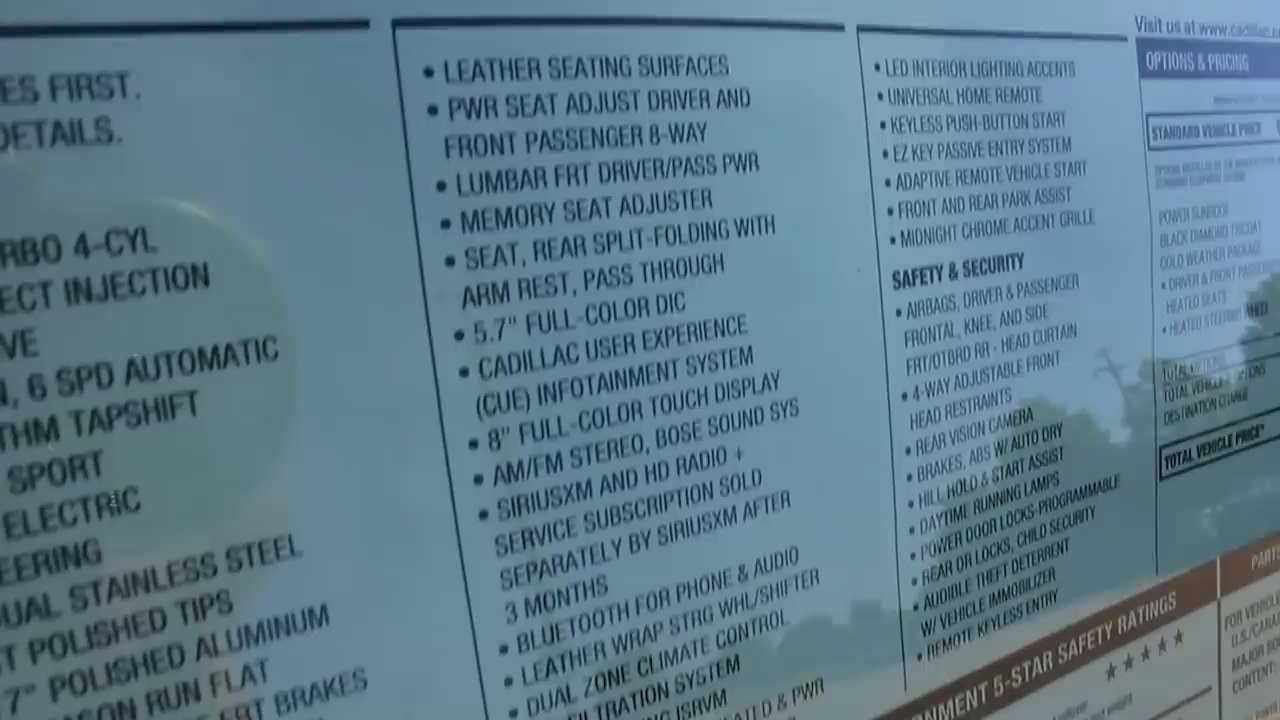 ES FIRST.
DETAILS.
RBO 4-CYL
ECT INJECTION
VE
, 6 SPD AUTOMATIC
THM TAPSHIFT
SPORT
ELECTRIC
EERING
DUAL STAINLESS STEEL
T POLISHED TIPS
7" POLISHED ALUMINUM
ASON RUN FLAT
FRT BRAKES
• LEATHER SEATING SURFACES
• PWR SEAT ADJUST DRIVER AND
FRONT PASSENGER 8-WAY
• LUMBAR FRT DRIVER/PASS PWR
• MEMORY SEAT ADJUSTER
• SEAT, REAR SPLIT-FOLDING WITH
ARM REST, PASS THROUGH
• 5.7" FULL-COLOR DIC
• CADILLAC USER EXPERIENCE
(CUE) INFOTAINMENT SYSTEM
• 8" FULL-COLOR TOUCH DISPLAY
• AM/FM STEREO, BOSE SOUND SYS
• SIRIUSXM AND HD RADIO +
SERVICE SUBSCRIPTION SOLD
SEPARATELY BY SIRIUSXM AFTER
3 MONTHS
• BLUETOOTH FOR PHONE & AUDIO
• LEATHER WRAP STRG WHL/SHIFTER
• DUAL ZONE CLIMATE CONTROL
FILTRATION SYSTEM
ISRVM
& PWR
• LED INTERIOR LIGHTING ACCENTS
• UNIVERSAL HOME REMOTE
• KEYLESS PUSH-BUTTON START
• EZ KEY PASSIVE ENTRY SYSTEM
• ADAPTIVE REMOTE VEHICLE START
• FRONT AND REAR PARK ASSIST
• MIDNIGHT CHROME ACCENT GRILLE
SAFETY & SECURITY
• AIRBAGS, DRIVER & PASSENGER
FRONTAL, KNEE, AND SIDE
FRT/OTBRD RR - HEAD CURTAIN
• 4-WAY ADJUSTABLE FRONT
HEAD RESTRAINTS
• REAR VISION CAMERA
• BRAKES, ABS W/ AUTO DRY
• HILL HOLD & START ASSIST
• DAYTIME RUNNING LAMPS
• POWER DOOR LOCKS-PROGRAMMABLE
• REAR DR LOCKS, CHILD SECURITY
• AUDIBLE THEFT DETERRENT
W/ VEHICLE IMMOBILIZER
• REMOTE KEYLESS ENTRY
Visit us at www.cadillac.c
OPTIONS & PRICING
STANDARD VEHICLE PRICE
POWER SUNROOF
BLACK DIAMOND TRICOAT
COLD WEATHER PACKAGE
• DRIVER & FRONT PASSENGER
HEATED SEATS
• HEATED STEERING WHEEL
TOTAL OPTIONS
TOTAL VEHICLE & OPTIONS
DESTINATION CHARGE
TOTAL VEHICLE PRICE*
RNMENT 5-STAR SAFETY RATINGS
★★★★★
PARTS
FOR VEHICLE
U.S./CANA
MAJOR SO
CONTENT: